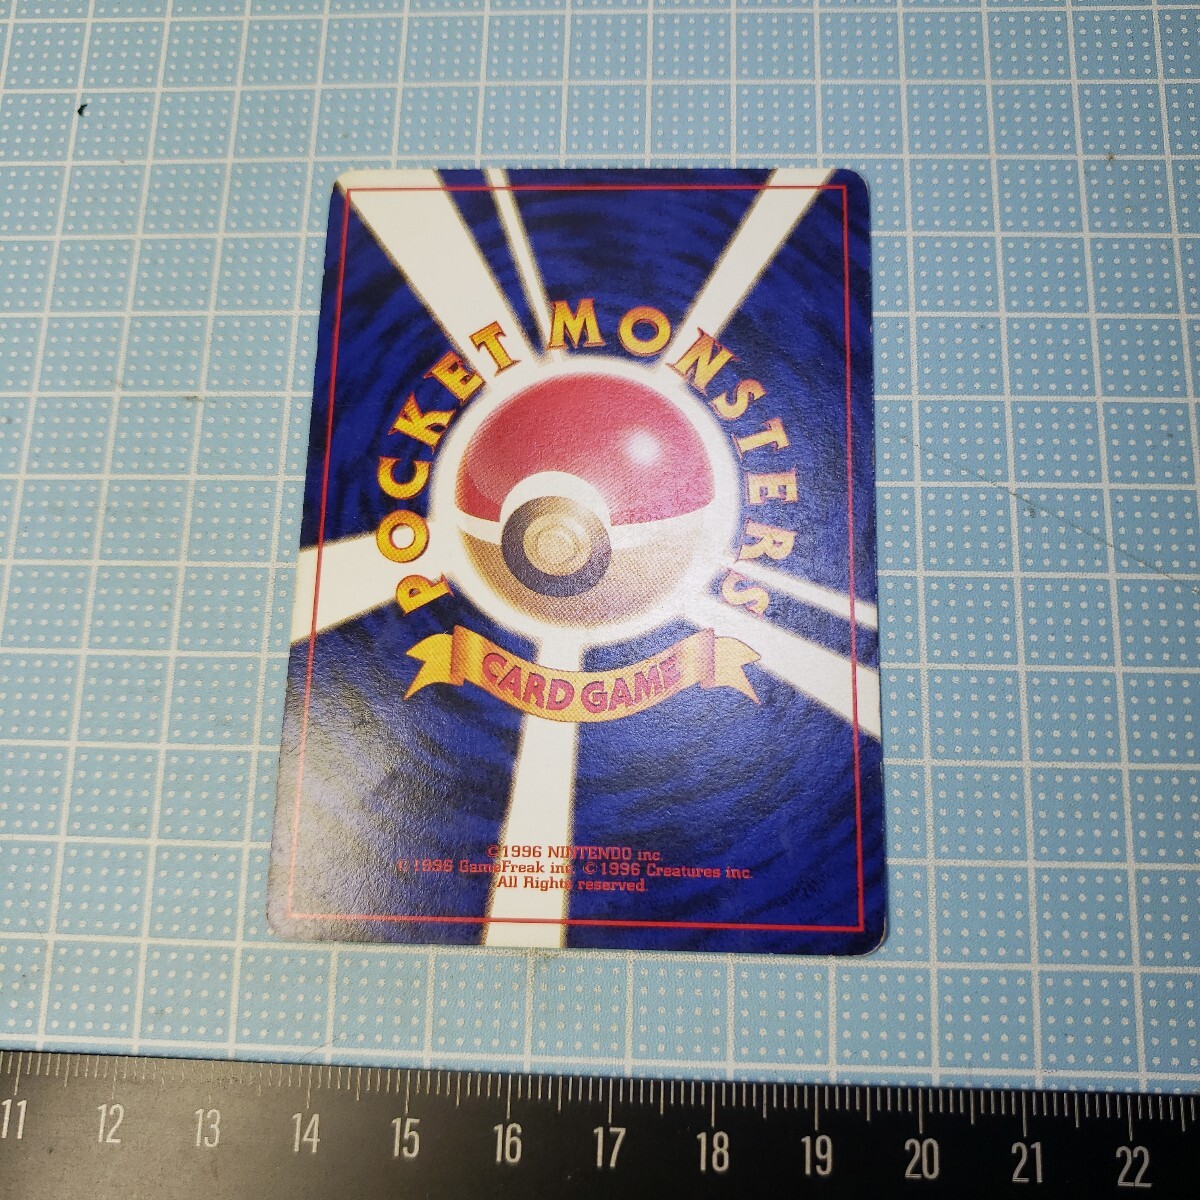 POCKET MONSTERS
CARD GAME
©1996 NINTENDO inc.
©1996 GameFreak inc. ©1996 Creatures inc.
All Rights reserved.
11 12 13 14 15 16 17 18 19 20 21 22